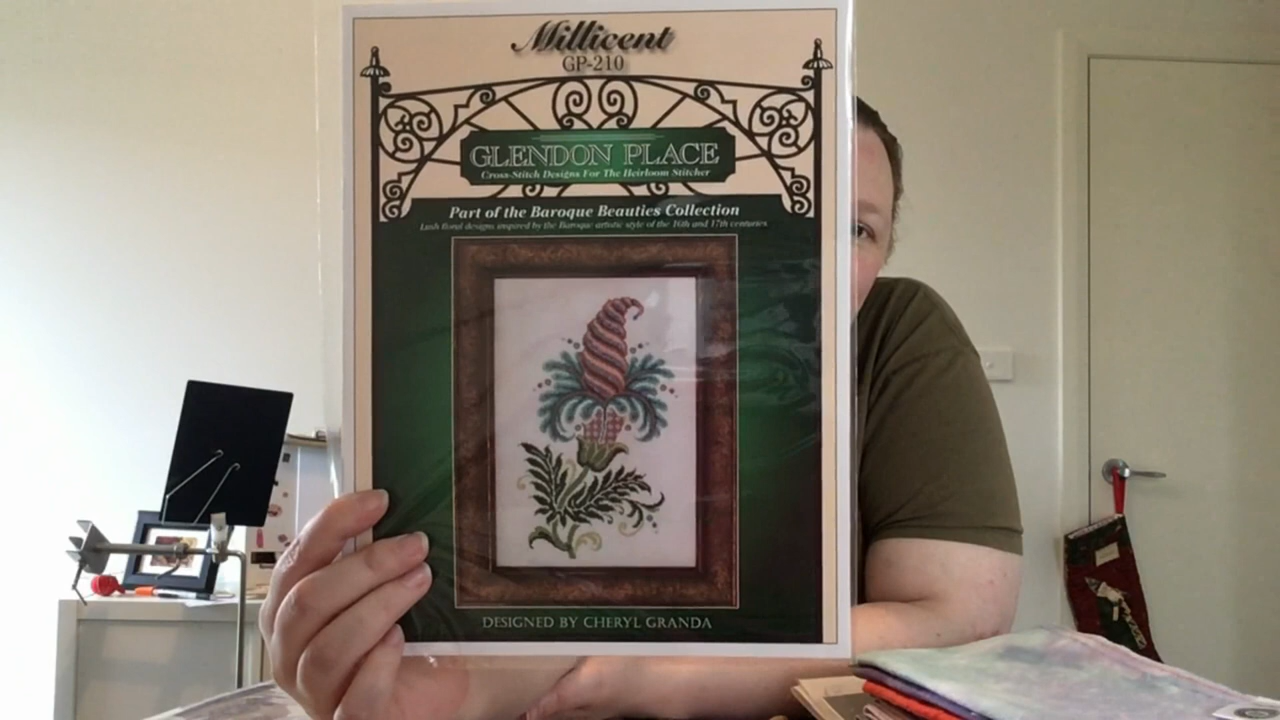 Millicent
GP-210
GLENDON PLACE
Cross-Stitch Designs For The Heirloom Stitcher
Part of the Baroque Beauties Collection
Lush floral designs inspired by the Baroque artistic style of the 16th and 17th centuries
DESIGNED BY CHERYL GRANDA